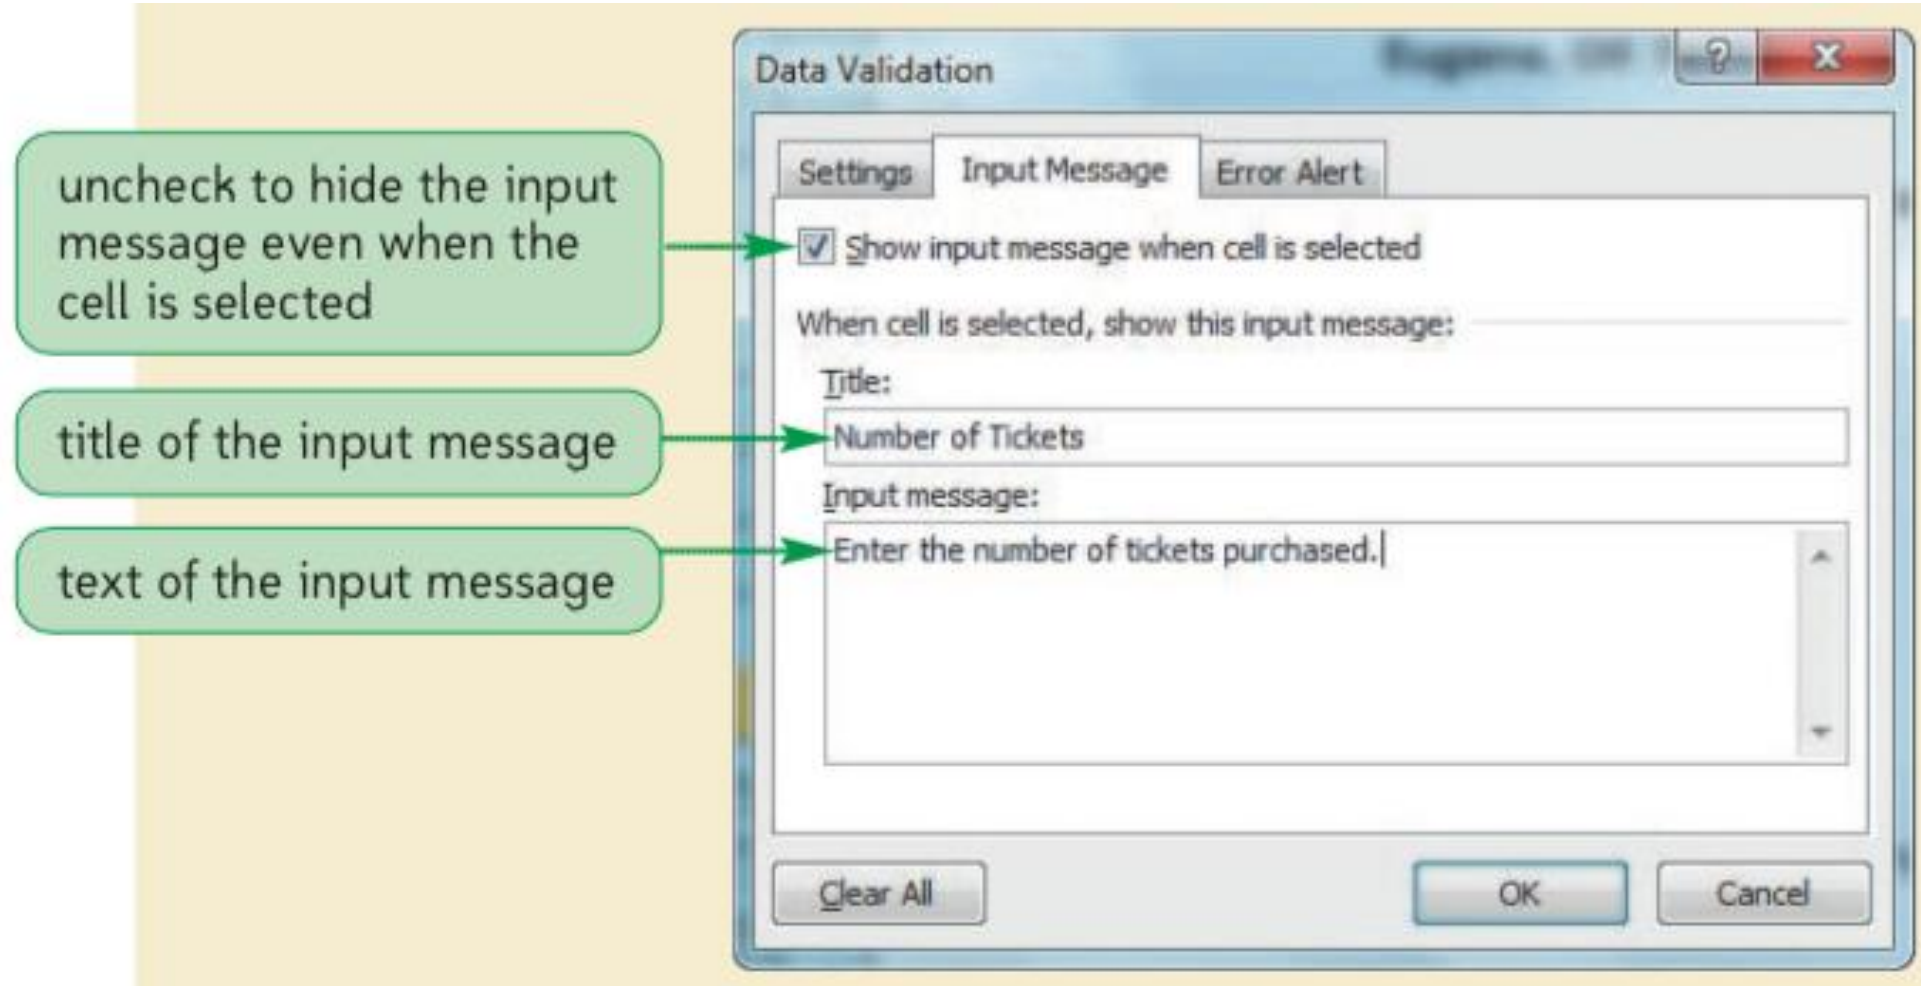 Data Validation
Settings
Input Message
Error Alert
uncheck to hide the input
message even when the
cell is selected
Show input message when cell is selected
When cell is selected, show this input message:
Title:
title of the input message
Number of Tickets
Input message:
text of the input message
Enter the number of tickets purchased.
Clear All
OK
Cancel